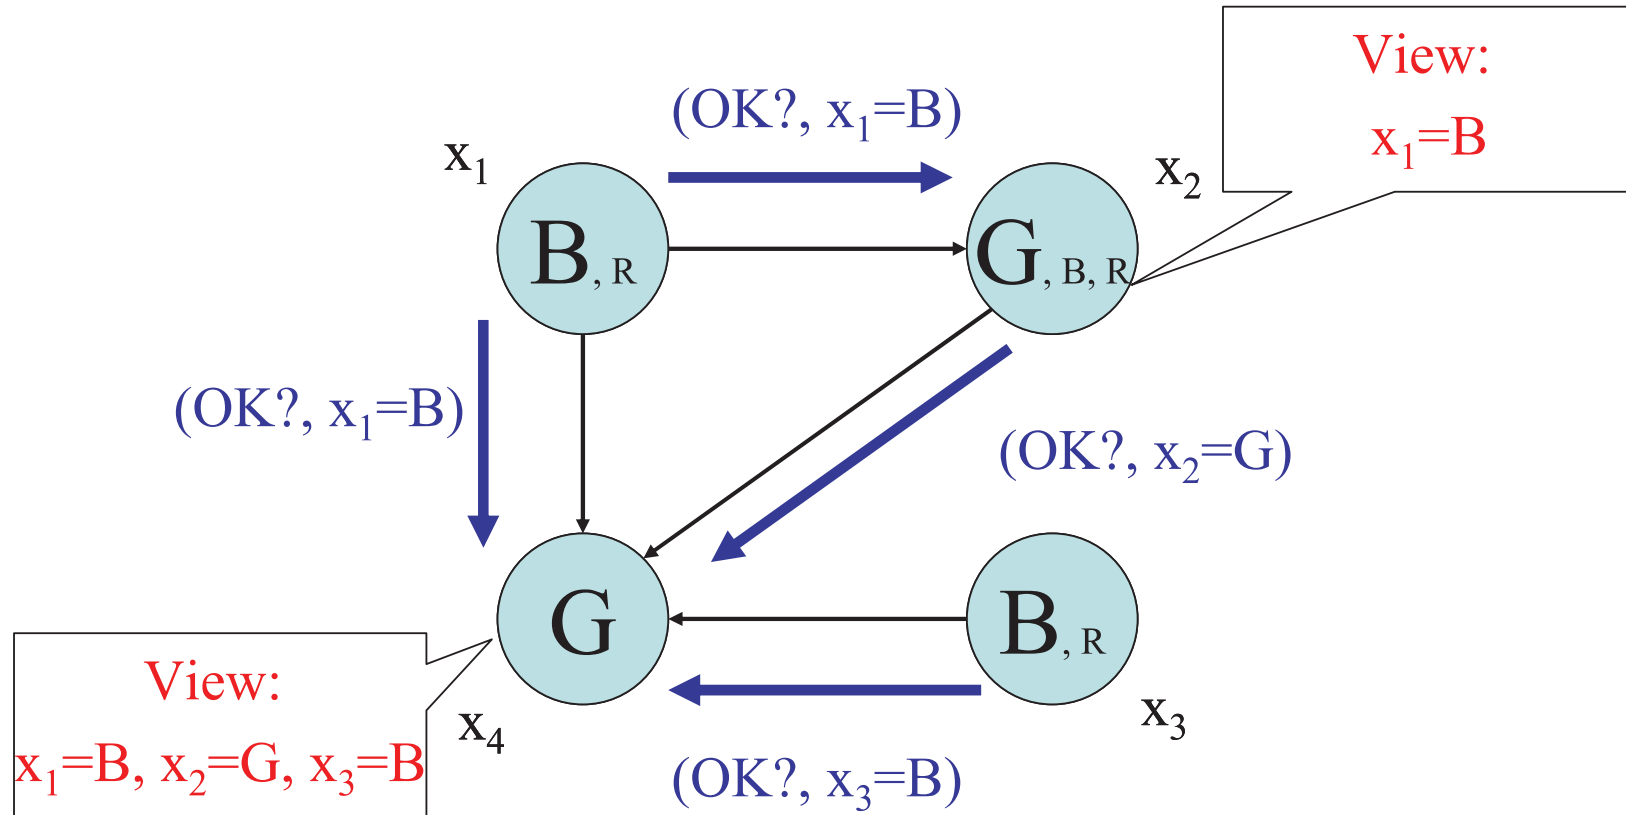 View:
x₁=B
(OK?, x₁=B)
x₁
x₂
B, R
G, B, R
(OK?, x₁=B)
(OK?, x₂=G)
G
B, R
View:
x₁=B, x₂=G, x₃=B
x₄
x₃
(OK?, x₃=B)